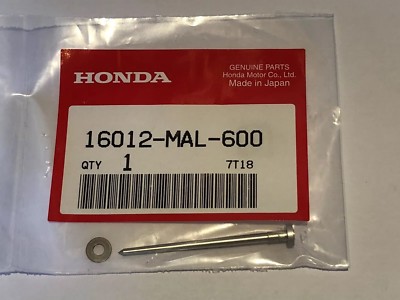 HONDA
GENUINE PARTS
Honda Motor Co., Ltd.
Made in Japan
16012-MAL-600
QTY 1 7T18